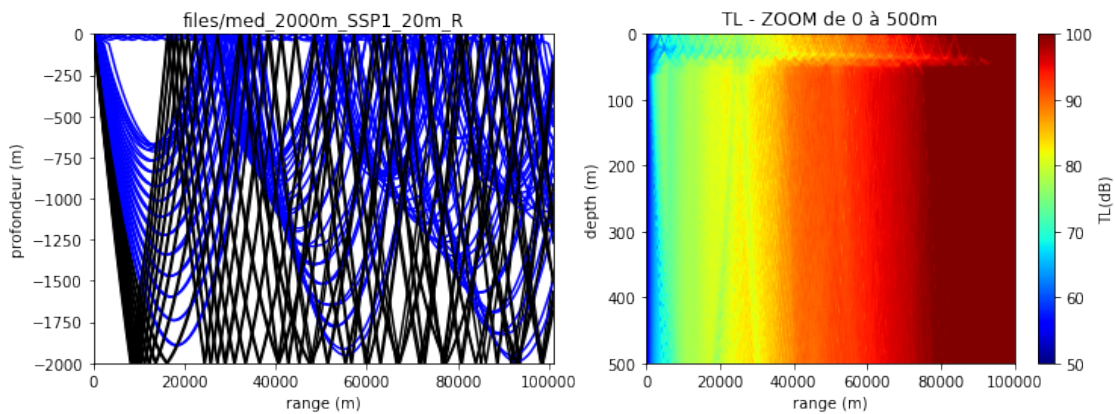 files/med_2000m_SSP1_20m_R
profondeur (m)
0
−250
−500
−750
−1000
−1250
−1500
−1750
−2000
0 20000 40000 60000 80000 100000
range (m)
TL - ZOOM de 0 à 500m
depth (m)
0
100
200
300
400
500
0 20000 40000 60000 80000 100000
range (m)
100
90
80
70
60
50
TL(dB)